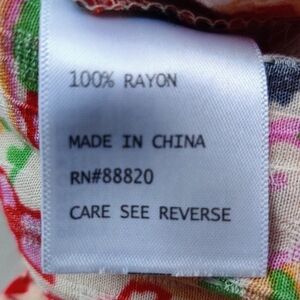 100% RAYON
MADE IN CHINA
RN#88820
CARE SEE REVERSE